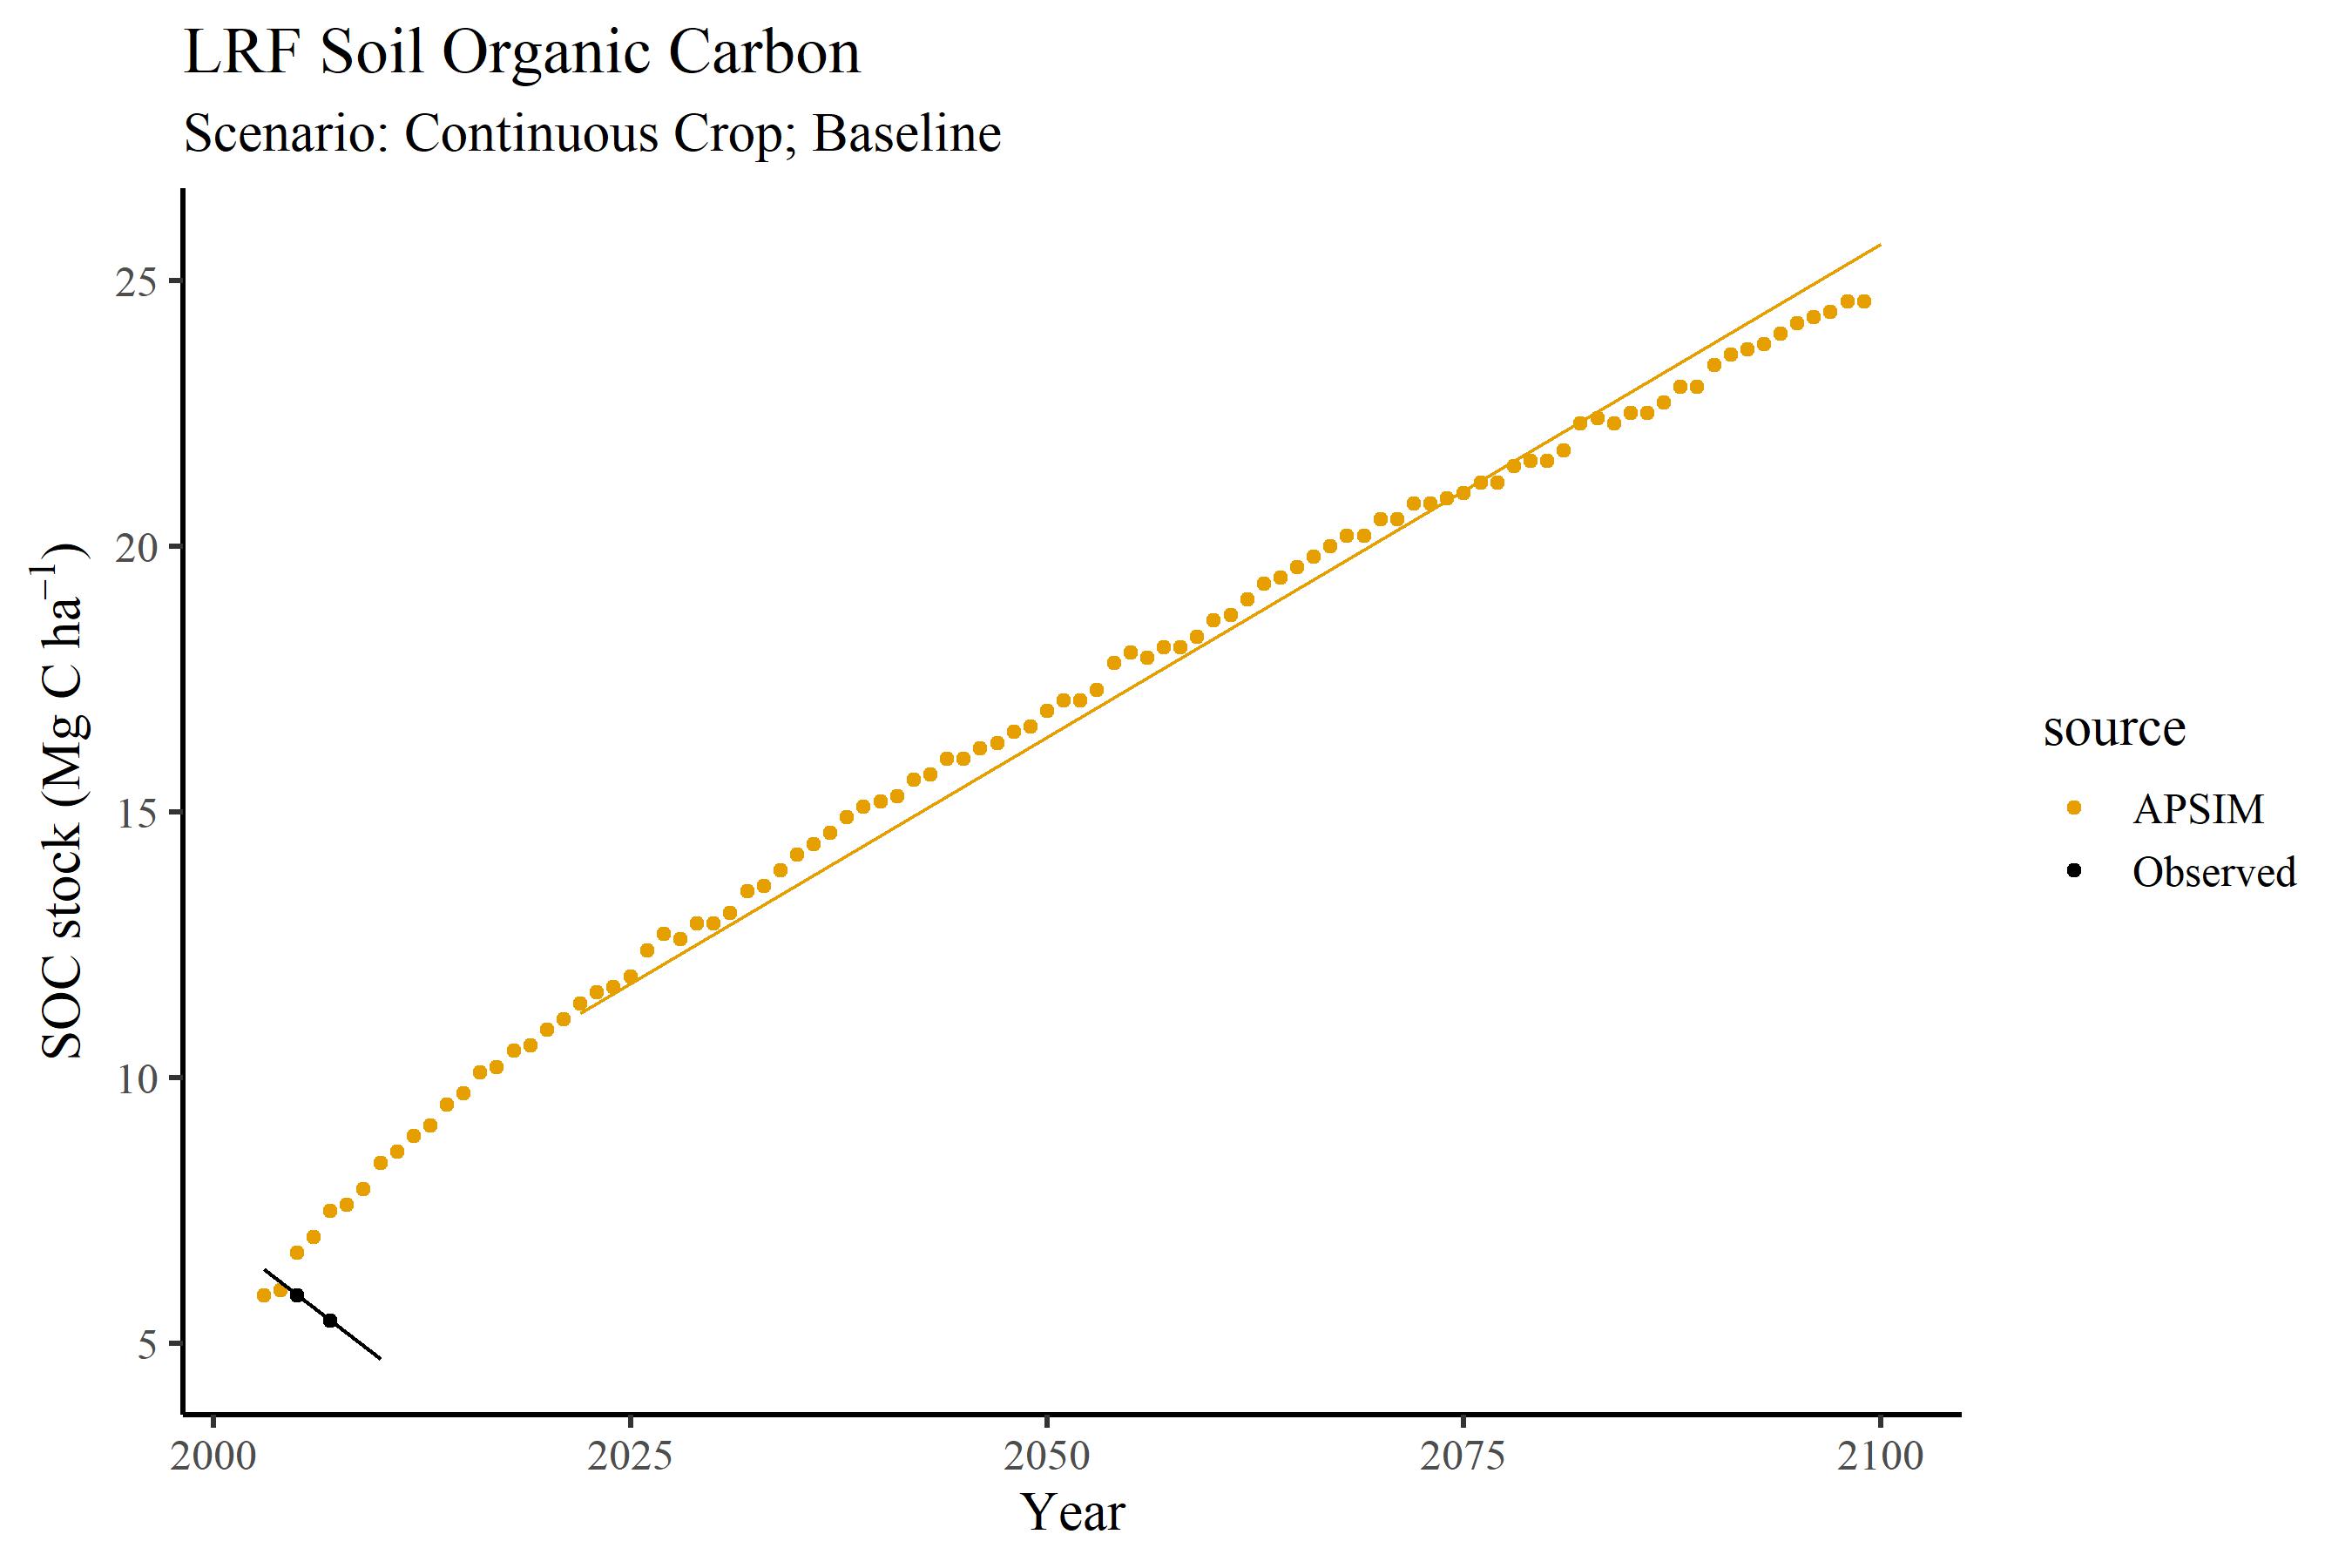 LRF Soil Organic Carbon
Scenario: Continuous Crop; Baseline
SOC stock (Mg C ha⁻¹)
25
20
15
10
5
2000 2025 2050 2075 2100
Year
source
APSIM
Observed